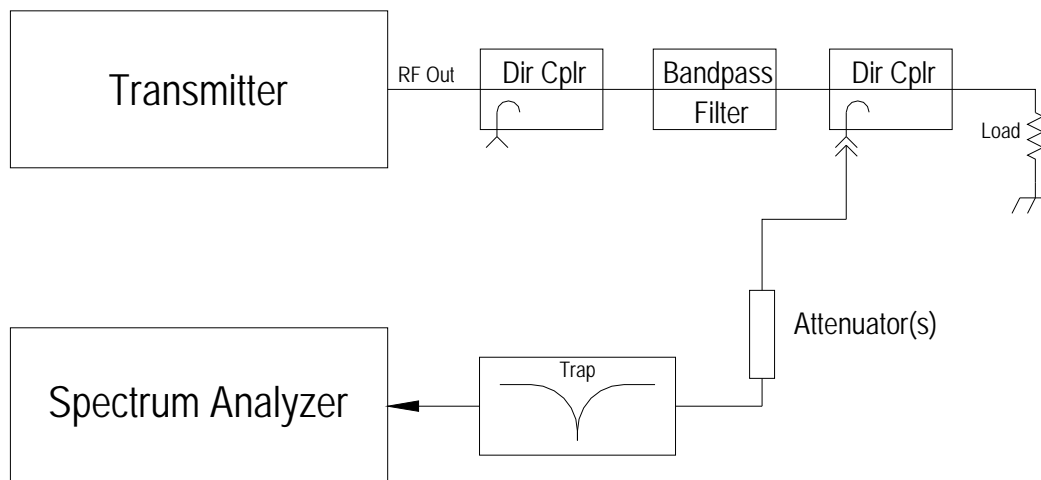 Transmitter
RF Out
Dir Cplr
Bandpass
Filter
Dir Cplr
Load
Attenuator(s)
Trap
Spectrum Analyzer